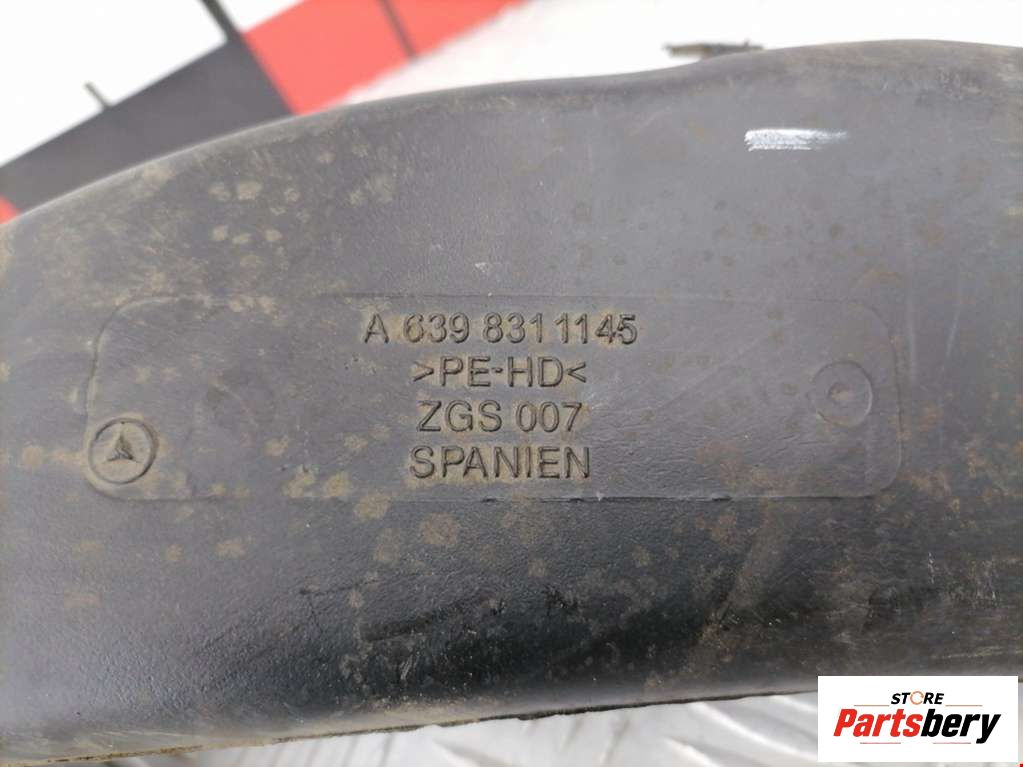 A 639 831 1145
>PE-HD<
ZGS 007
SPANIEN
STORE
Partsbery